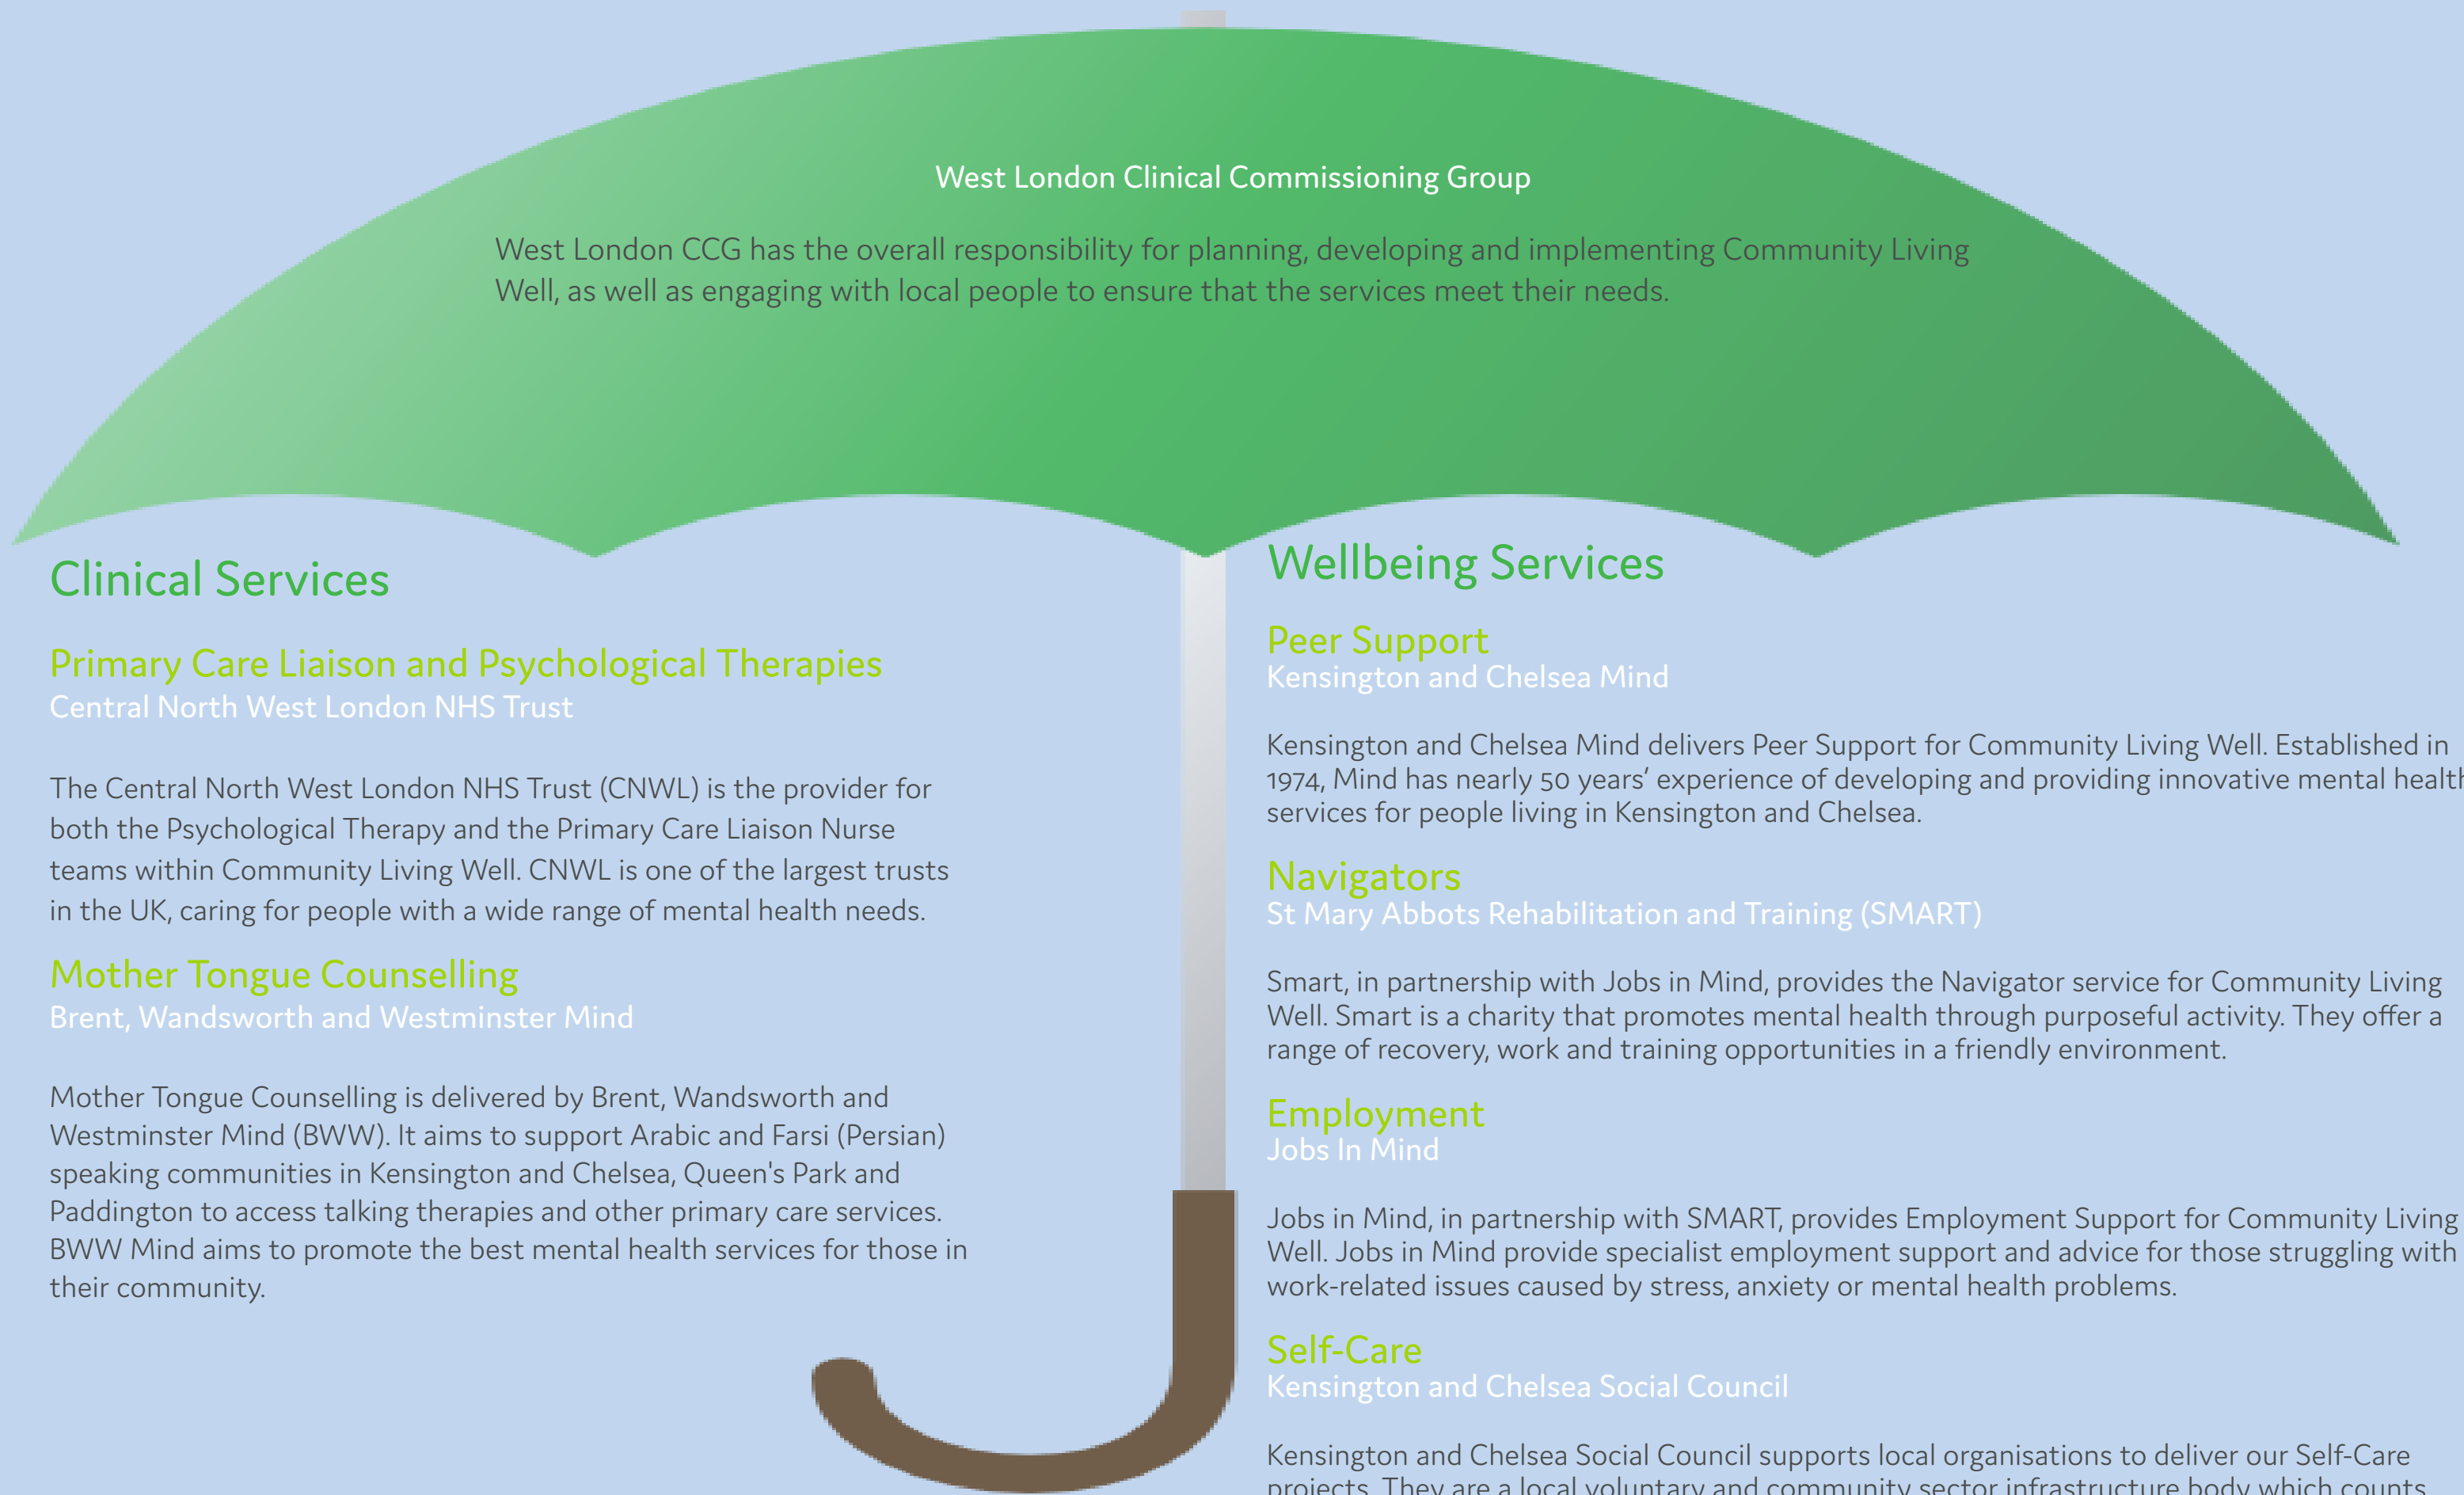 West London Clinical Commissioning Group
West London CCG has the overall responsibility for planning, developing and implementing Community Living
Well, as well as engaging with local people to ensure that the services meet their needs.
Clinical Services
Primary Care Liaison and Psychological Therapies
Central North West London NHS Trust
The Central North West London NHS Trust (CNWL) is the provider for
both the Psychological Therapy and the Primary Care Liaison Nurse
teams within Community Living Well. CNWL is one of the largest trusts
in the UK, caring for people with a wide range of mental health needs.
Mother Tongue Counselling
Brent, Wandsworth and Westminster Mind
Mother Tongue Counselling is delivered by Brent, Wandsworth and
Westminster Mind (BWW). It aims to support Arabic and Farsi (Persian)
speaking communities in Kensington and Chelsea, Queen's Park and
Paddington to access talking therapies and other primary care services.
BWW Mind aims to promote the best mental health services for those in
their community.
Wellbeing Services
Peer Support
Kensington and Chelsea Mind
Kensington and Chelsea Mind delivers Peer Support for Community Living Well. Established in
1974, Mind has nearly 50 years’ experience of developing and providing innovative mental health
services for people living in Kensington and Chelsea.
Navigators
St Mary Abbots Rehabilitation and Training (SMART)
Smart, in partnership with Jobs in Mind, provides the Navigator service for Community Living
Well. Smart is a charity that promotes mental health through purposeful activity. They offer a
range of recovery, work and training opportunities in a friendly environment.
Employment
Jobs In Mind
Jobs in Mind, in partnership with SMART, provides Employment Support for Community Living
Well. Jobs in Mind provide specialist employment support and advice for those struggling with
work-related issues caused by stress, anxiety or mental health problems.
Self-Care
Kensington and Chelsea Social Council
Kensington and Chelsea Social Council supports local organisations to deliver our Self-Care
projects. They are a local voluntary and community sector infrastructure body which counts